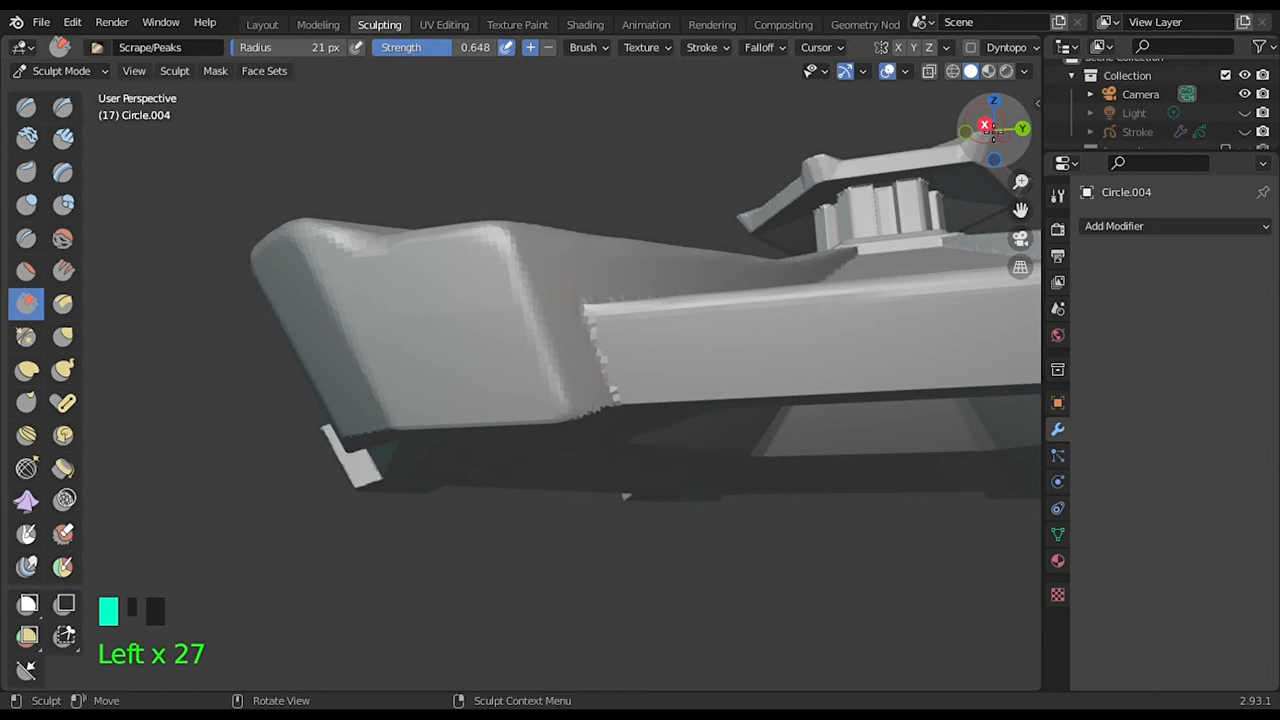 File Edit Render Window Help Layout Modeling Sculpting UV Editing Texture Paint Shading Animation Rendering Compositing Geometry Nod Scene View Layer
Scrape/Peaks Radius 21 px Strength 0.648 Brush Texture Stroke Falloff Cursor X Y Z Dyntopo
Sculpt Mode View Sculpt Mask Face Sets
User Perspective
(17) Circle.004
Z
X
Y
Collection
Camera
Light
Stroke
Circle.004
Add Modifier
Left x 27
Sculpt Move Rotate View Sculpt Context Menu 2.93.1